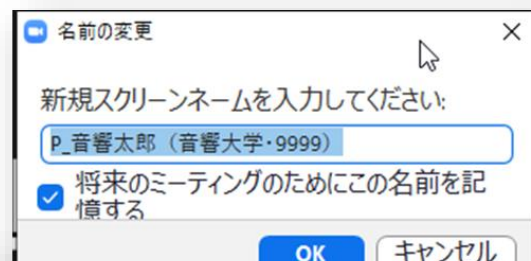 名前の変更
新規スクリーンネームを入力してください:
P_音響太郎（音響大学・9999）
将来のミーティングのためにこの名前を記
憶する
OK キャンセル